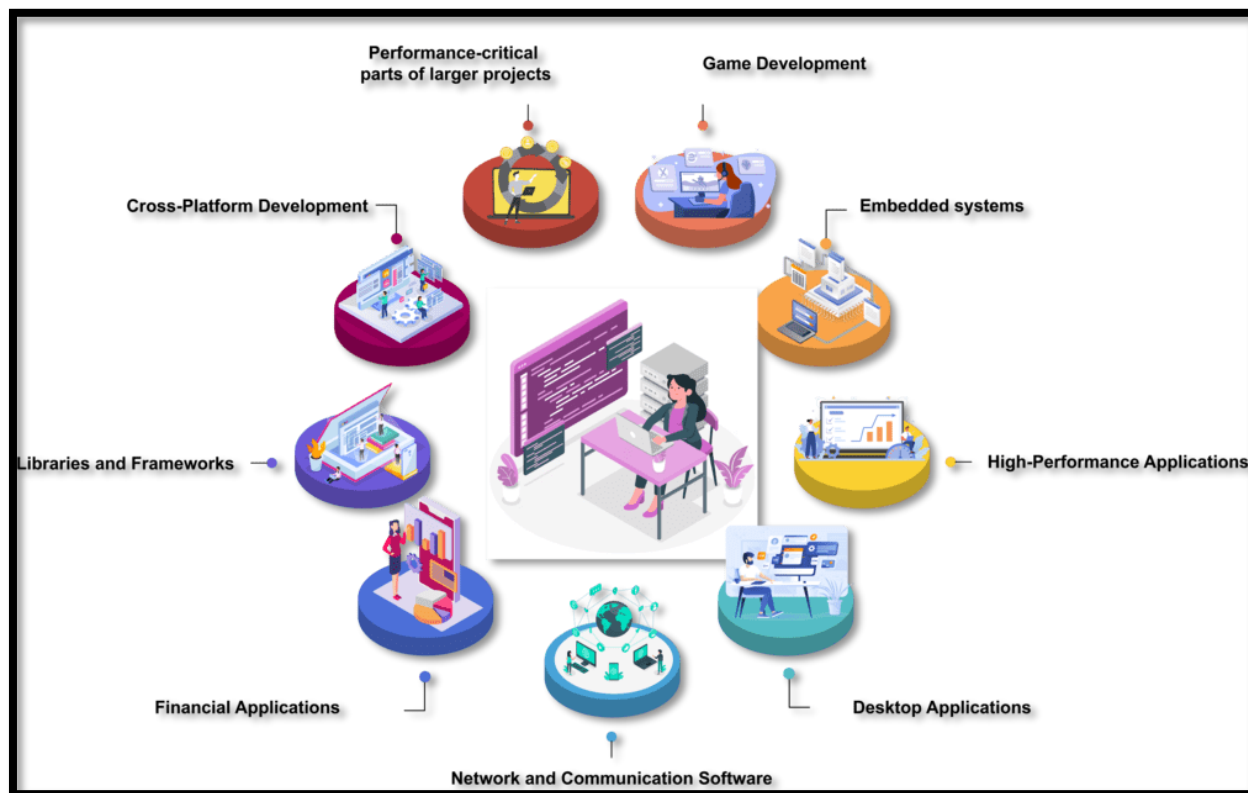 Performance-critical
parts of larger projects
Game Development
Cross-Platform Development
Embedded systems
Libraries and Frameworks
High-Performance Applications
Financial Applications
Desktop Applications
Network and Communication Software